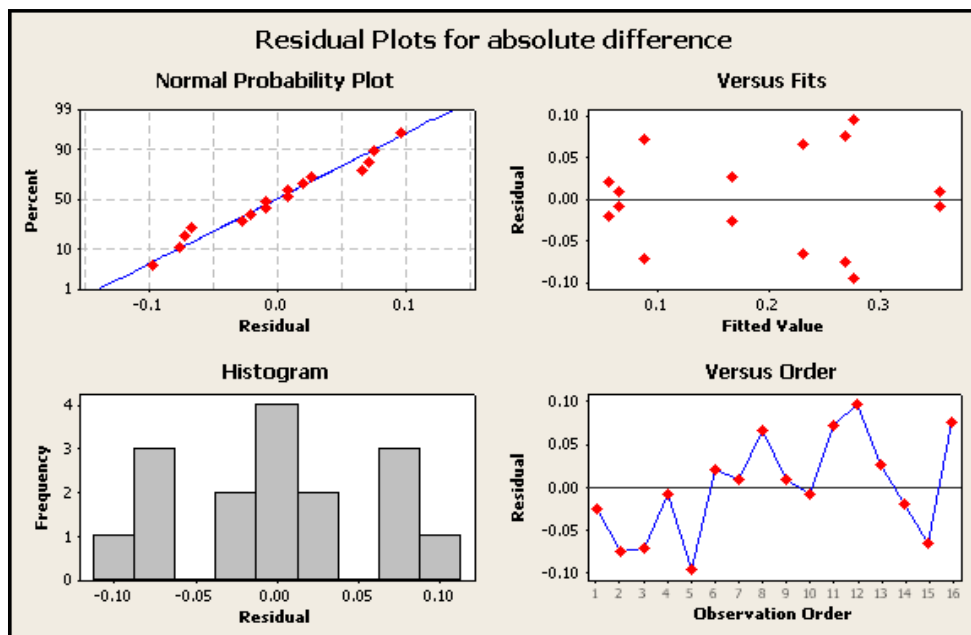 Residual Plots for absolute difference
Normal Probability Plot
99
90
50
10
1
Percent
-0.1 0.0 0.1
Residual
Versus Fits
0.10
0.05
0.00
-0.05
-0.10
Residual
0.1 0.2 0.3
Fitted Value
Histogram
4
3
2
1
0
Frequency
-0.10 -0.05 0.00 0.05 0.10
Residual
Versus Order
0.10
0.05
0.00
-0.05
-0.10
Residual
1 2 3 4 5 6 7 8 9 10 11 12 13 14 15 16
Observation Order